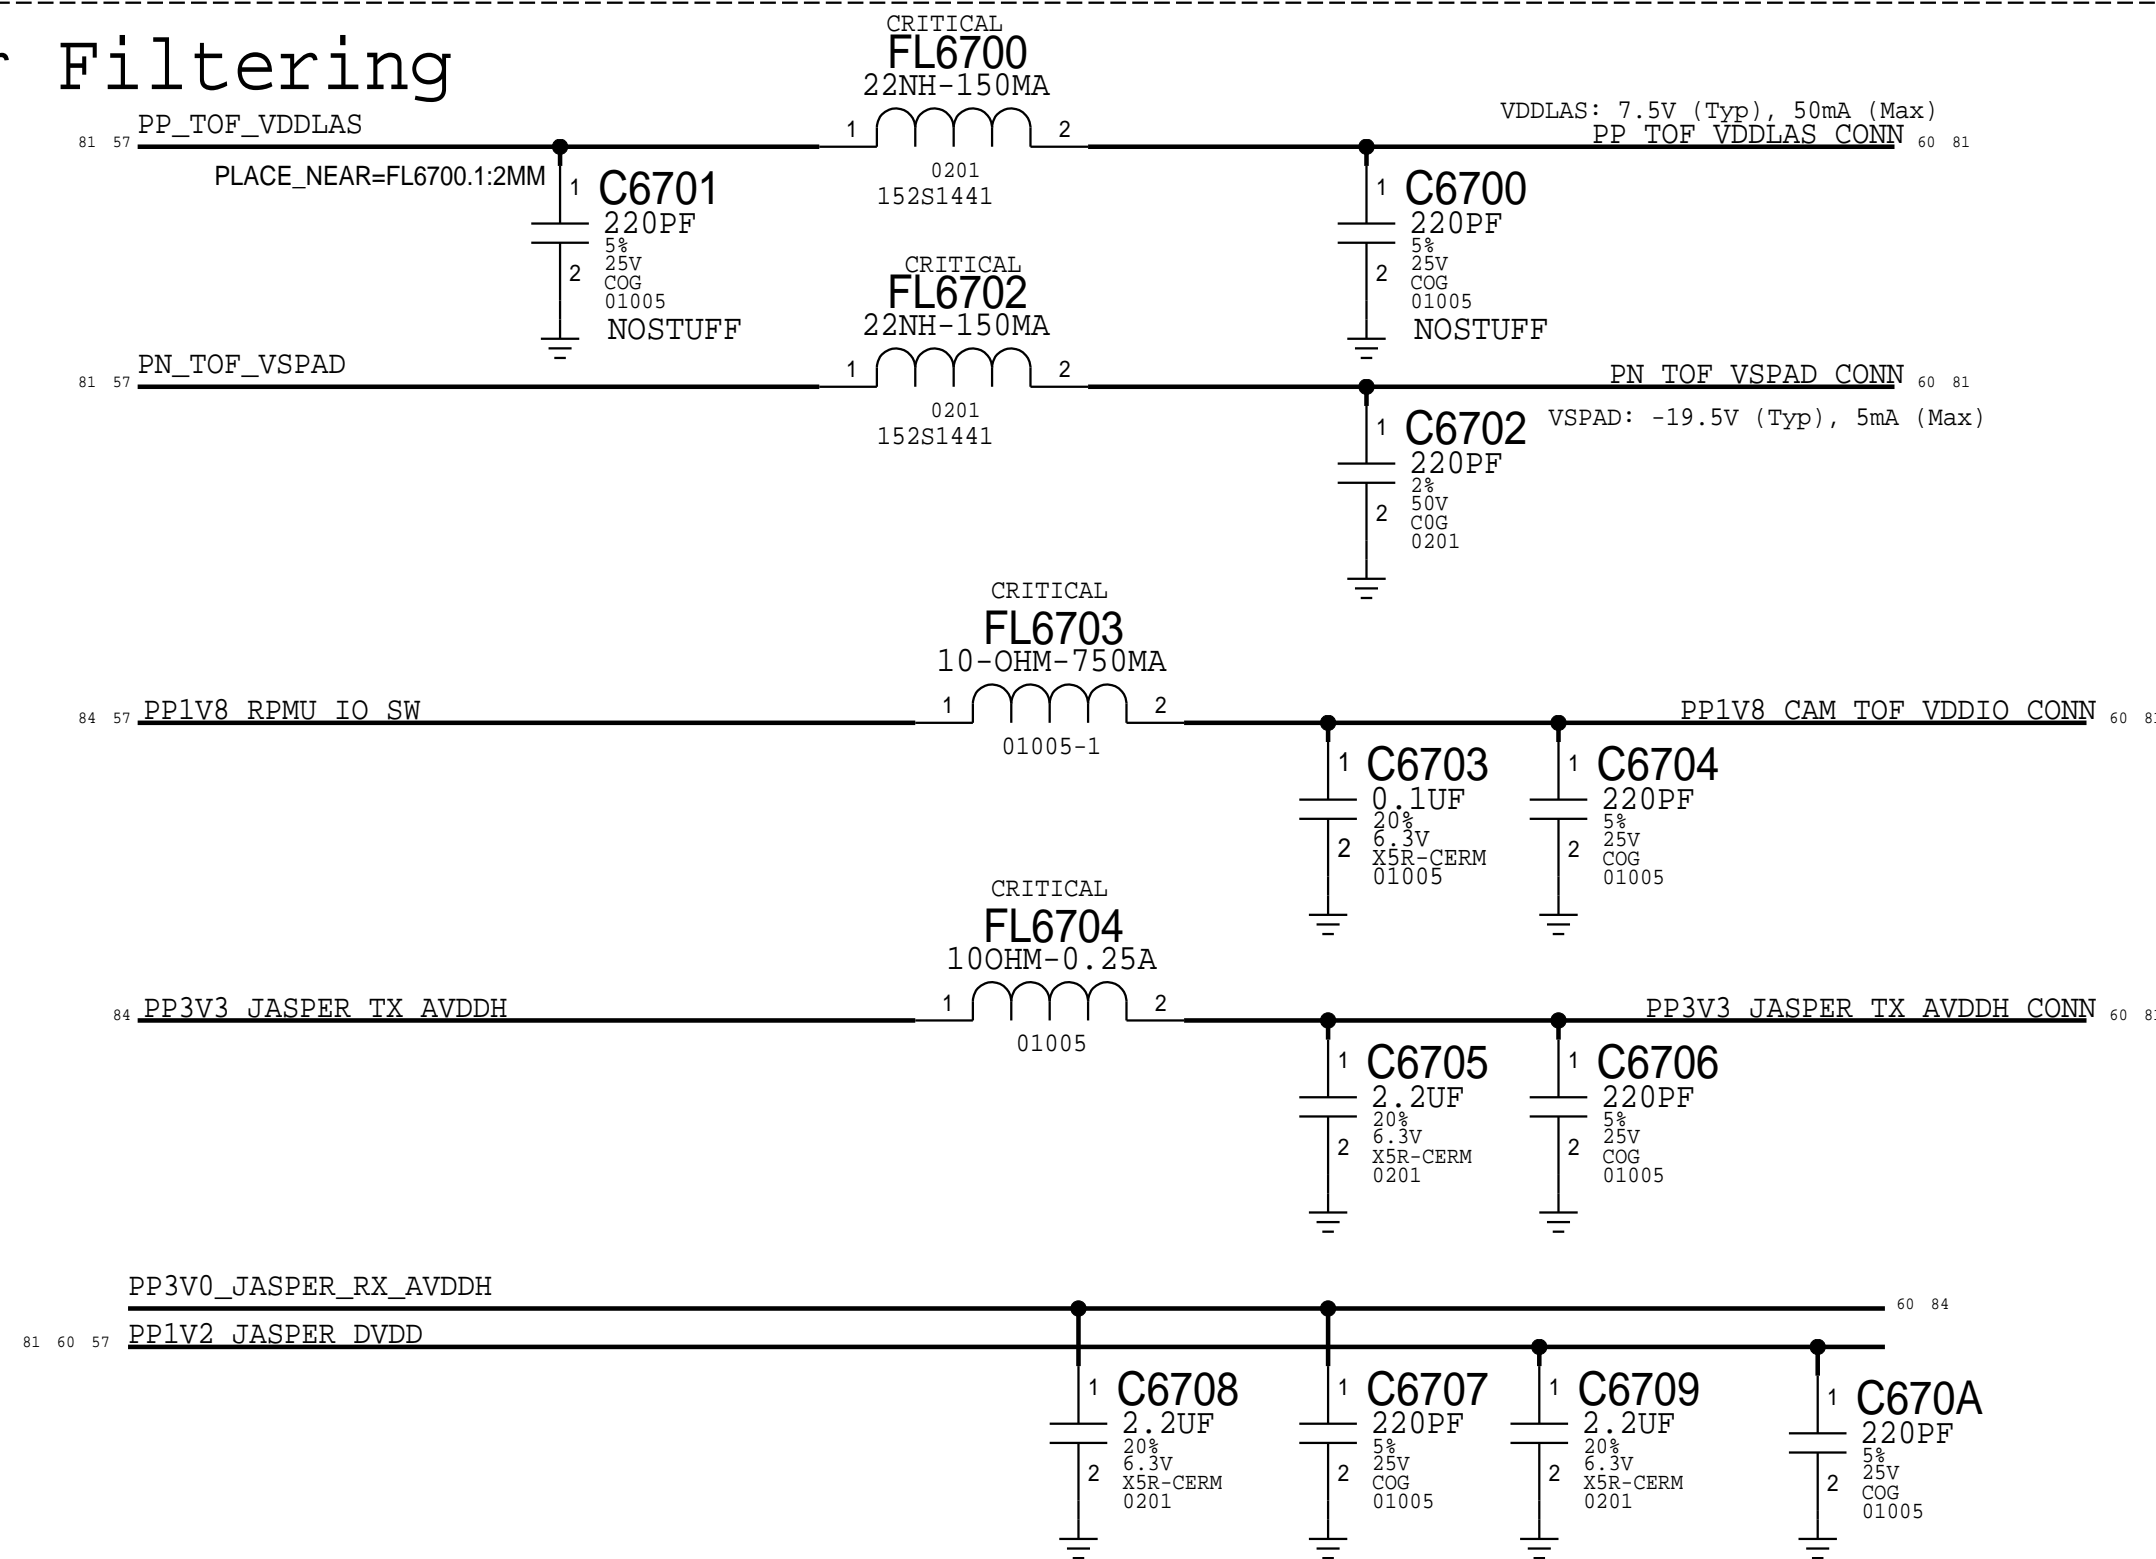 r Filtering
CRITICAL
FL6700
22NH-150MA
VDDLAS: 7.5V (Typ), 50mA (Max)
81 57 PP_TOF_VDDLAS
1 2
PP_TOF_VDDLAS_CONN 60 81
PLACE_NEAR=FL6700.1:2MM
0201
152S1441
1 C6701
220PF
5%
25V
2
COG
01005
NOSTUFF
1 C6700
220PF
5%
25V
2
COG
01005
NOSTUFF
CRITICAL
FL6702
22NH-150MA
81 57 PN_TOF_VSPAD
1 2
PN_TOF_VSPAD_CONN 60 81
0201
152S1441
VSPAD: -19.5V (Typ), 5mA (Max)
1 C6702
220PF
2%
50V
2
C0G
0201
CRITICAL
FL6703
10-OHM-750MA
84 57 PP1V8_RPMU_IO_SW
1 2
PP1V8_CAM_TOF_VDDIO_CONN 60
01005-1
1 C6703
0.1UF
20%
6.3V
2
X5R-CERM
01005
1 C6704
220PF
5%
25V
2
COG
01005
CRITICAL
FL6704
10OHM-0.25A
84 PP3V3_JASPER_TX_AVDDH
1 2
PP3V3_JASPER_TX_AVDDH_CONN 60
01005
1 C6705
2.2UF
20%
6.3V
2
X5R-CERM
0201
1 C6706
220PF
5%
25V
2
COG
01005
PP3V0_JASPER_RX_AVDDH
60 84
81 60 57 PP1V2_JASPER_DVDD
1 C6708
2.2UF
20%
6.3V
2
X5R-CERM
0201
1 C6707
220PF
5%
25V
2
COG
01005
1 C6709
2.2UF
20%
6.3V
2
X5R-CERM
0201
1 C670A
220PF
5%
25V
2
COG
01005